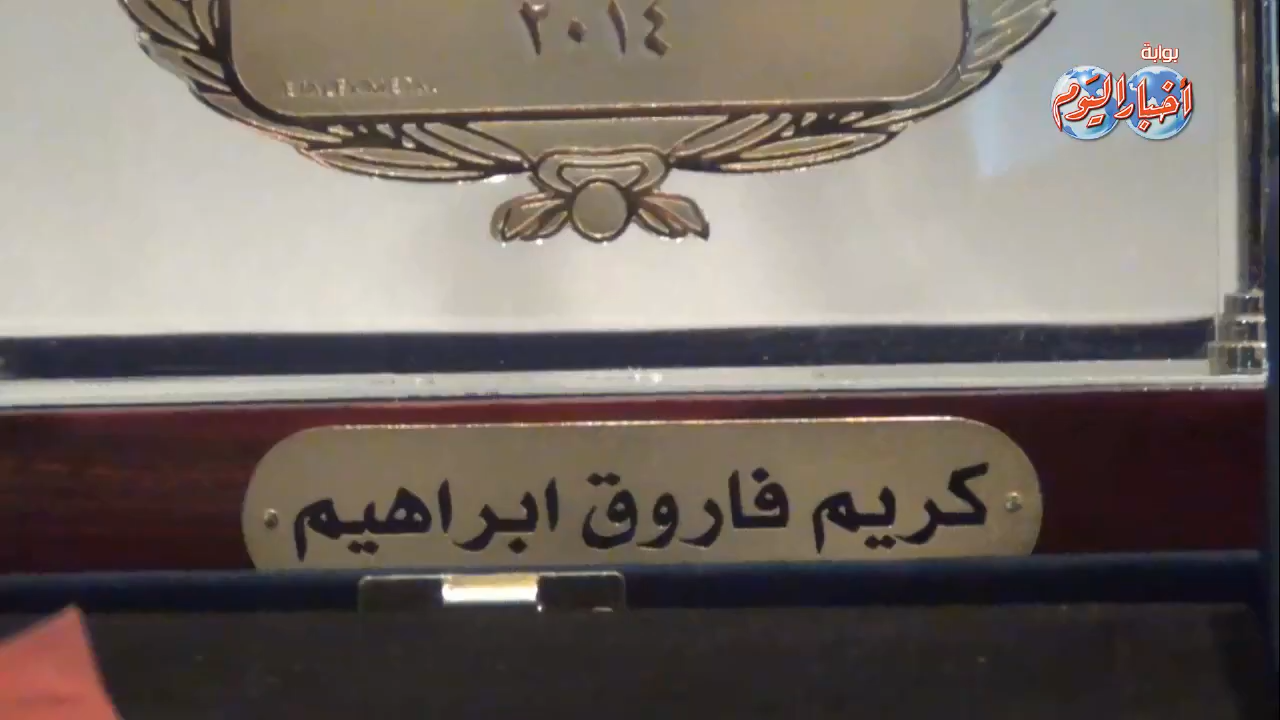 ٢٠١٤
بوابة
أخبار اليوم
كريم فاروق ابراهيم